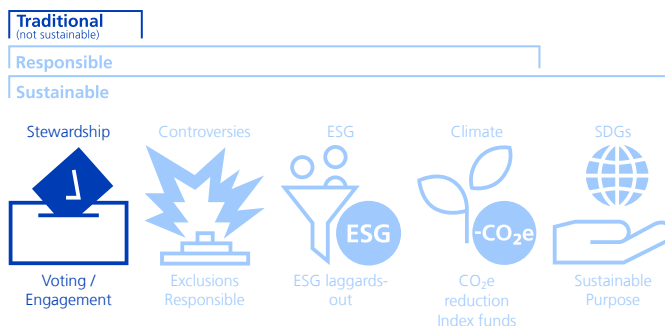 Traditional
(not sustainable)
Responsible
Sustainable
Stewardship
Controversies
ESG
Climate
SDGs
ESG
-CO₂e
Voting /
Engagement
Exclusions
Responsible
ESG laggards-
out
CO₂e
reduction
Index funds
Sustainable
Purpose